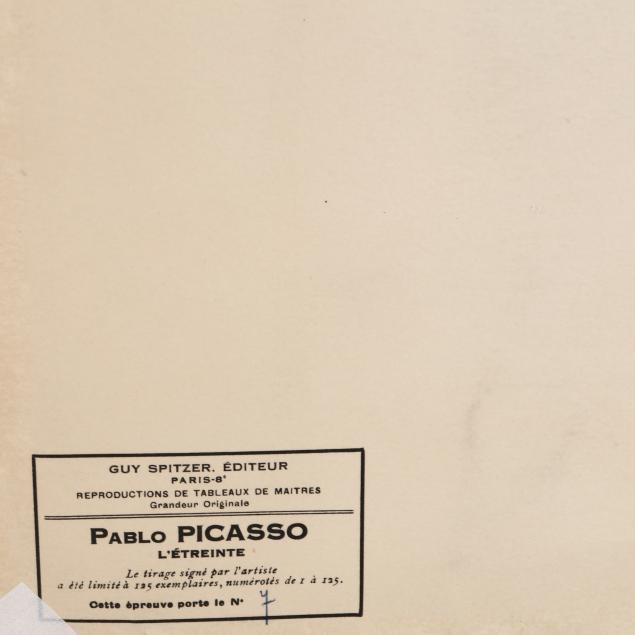 GUY SPITZER. ÉDITEUR
PARIS-8ᵉ
REPRODUCTIONS DE TABLEAUX DE MAITRES
Grandeur Originale
PABLO PICASSO
L'ÉTREINTE
Le tirage signé par l'artiste
a été limité à 125 exemplaires, numérotés de 1 à 125.
Cette épreuve porte le N° 7